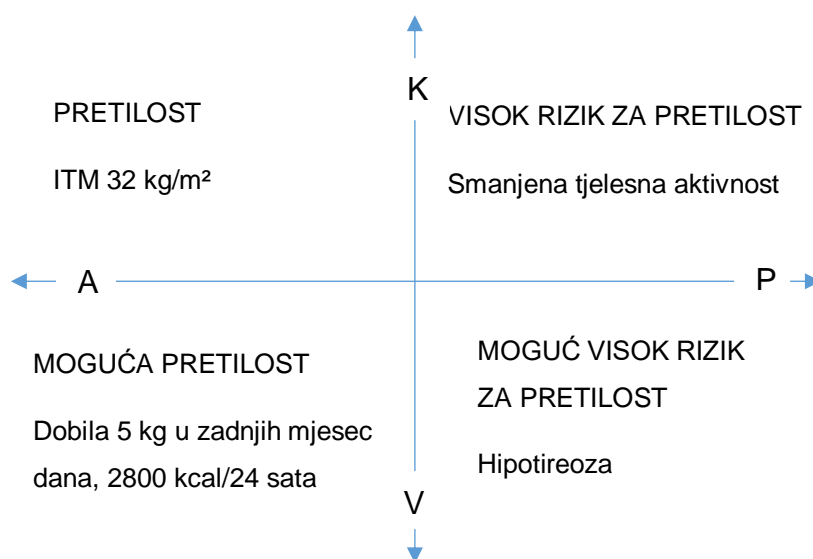 K
PRETILOST
VISOK RIZIK ZA PRETILOST
ITM 32 kg/m²
Smanjena tjelesna aktivnost
A
P
MOGUĆA PRETILOST
Dobila 5 kg u zadnjih mjesec
dana, 2800 kcal/24 sata
MOGUĆ VISOK RIZIK
ZA PRETILOST
Hipotireoza
V